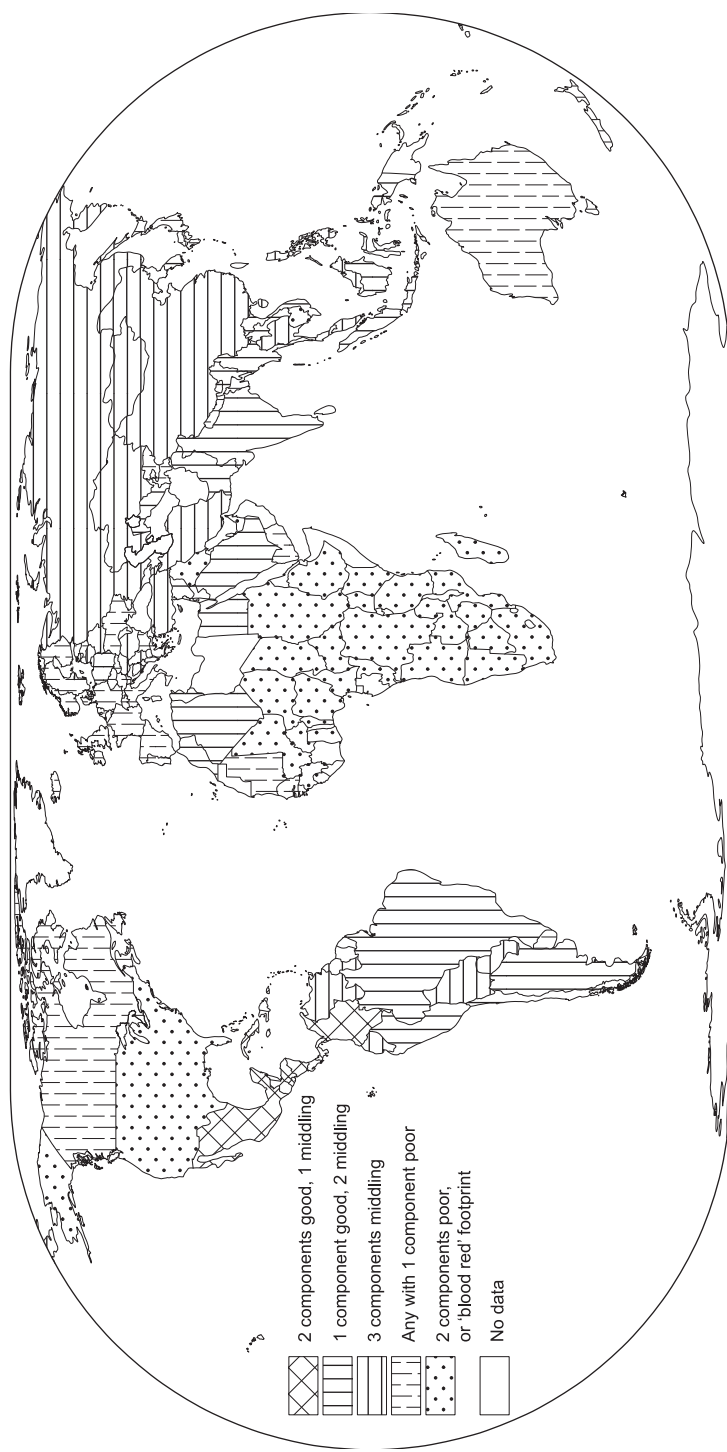 2 components good, 1 middling
1 component good, 2 middling
3 components middling
Any with 1 component poor
2 components poor,
or ‘blood red’ footprint
No data